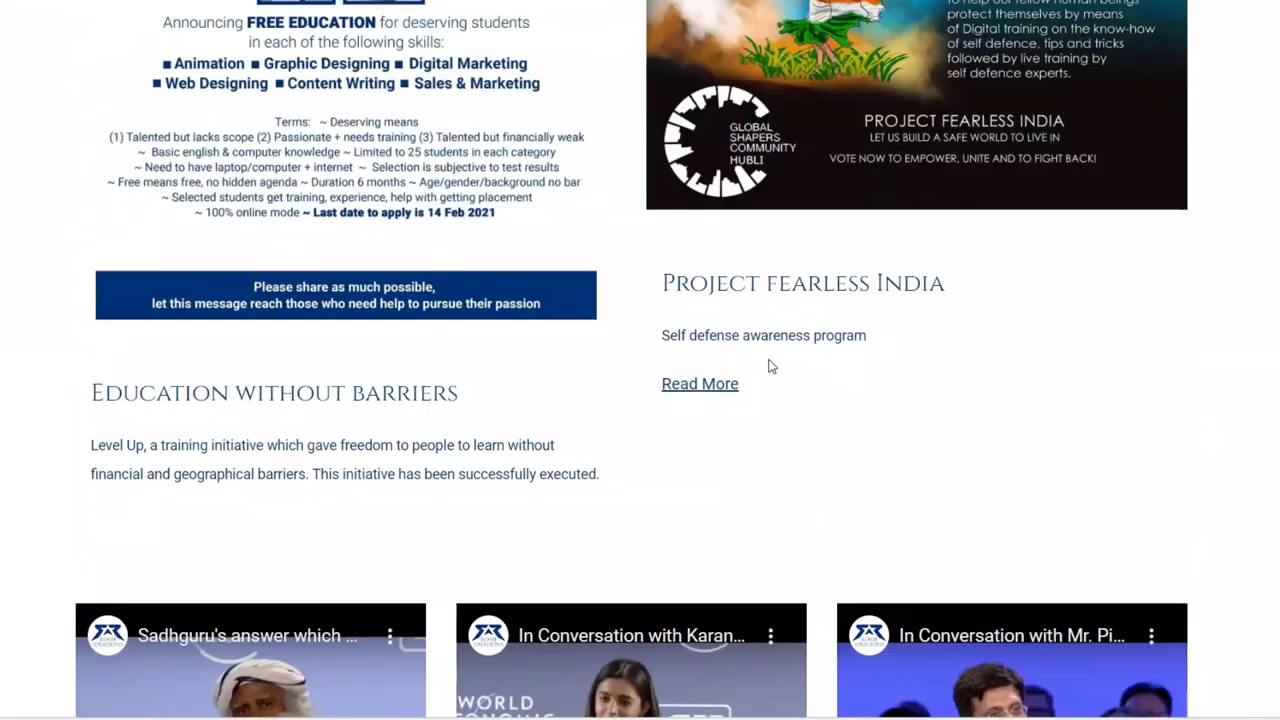 Announcing FREE EDUCATION for deserving students
in each of the following skills:
■ Animation ■ Graphic Designing ■ Digital Marketing
■ Web Designing ■ Content Writing ■ Sales & Marketing
Terms: ~ Deserving means
(1) Talented but lacks scope (2) Passionate + needs training (3) Talented but financially weak
~ Basic english & computer knowledge ~ Limited to 25 students in each category
~ Need to have laptop/computer + internet ~ Selection is subjective to test results
~ Free means free, no hidden agenda ~ Duration 6 months ~ Age/gender/background no bar
~ Selected students get training, experience, help with getting placement
~ 100% online mode ~ Last date to apply is 14 Feb 2021
Please share as much possible,
let this message reach those who need help to pursue their passion
Education without barriers
Level Up, a training initiative which gave freedom to people to learn without
financial and geographical barriers. This initiative has been successfully executed.
to help our fellow human beings
protect themselves by means
of Digital training on the know-how
of self defence, tips and tricks
followed by live training by
self defence experts.
GLOBAL
SHAPERS
COMMUNITY
HUBLI
PROJECT FEARLESS INDIA
LET US BUILD A SAFE WORLD TO LIVE IN
VOTE NOW TO EMPOWER, UNITE AND TO FIGHT BACK!
Project fearless India
Self defense awareness program
Read More
Sadhguru's answer which ...
In Conversation with Karan...
WORLD
In Conversation with Mr. Pi...